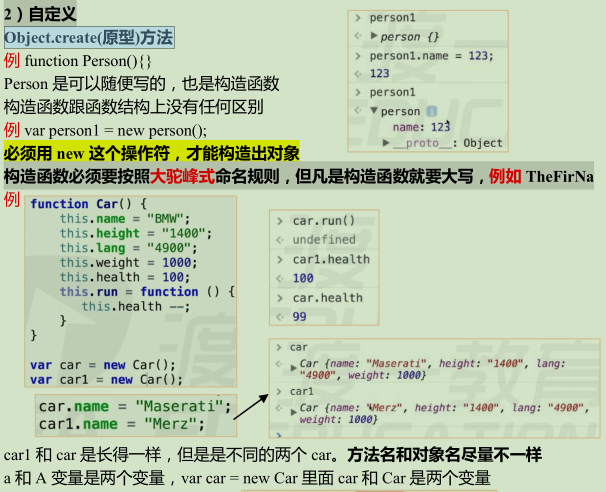 2）自定义
Object.create(原型)方法
例 function Person(){}
Person 是可以随便写的，也是构造函数
构造函数跟函数结构上没有任何区别
例 var person1 = new person();
必须用 new 这个操作符，才能构造出对象
构造函数必须要按照大驼峰式命名规则，但凡是构造函数就要大写，例如 TheFirNa
> person1
<· ▶ person {}
> person1.name = 123;
<· 123
> person1
<· ▼ person i
name: 123
▶ __proto__: Object
例
function Car() {
this.name = "BMW";
this.height = "1400";
this.lang = "4900";
this.weight = 1000;
this.health = 100;
this.run = function () {
this.health --;
}
}
var car = new Car();
var car1 = new Car();
car.name = "Maserati";
car1.name = "Merz";
> car.run()
<· undefined
> car1.health
<· 100
> car.health
<· 99
> car
<· ▶ Car {name: "Maserati", height: "1400", lang:
"4900", weight: 1000}
> car1
<· ▶ Car {name: "Merz", height: "1400", lang: "4900",
weight: 1000}
>
car1 和 car 是长得一样，但是是不同的两个 car。方法名和对象名尽量不一样
a 和 A 变量是两个变量，var car = new Car 里面 car 和 Car 是两个变量